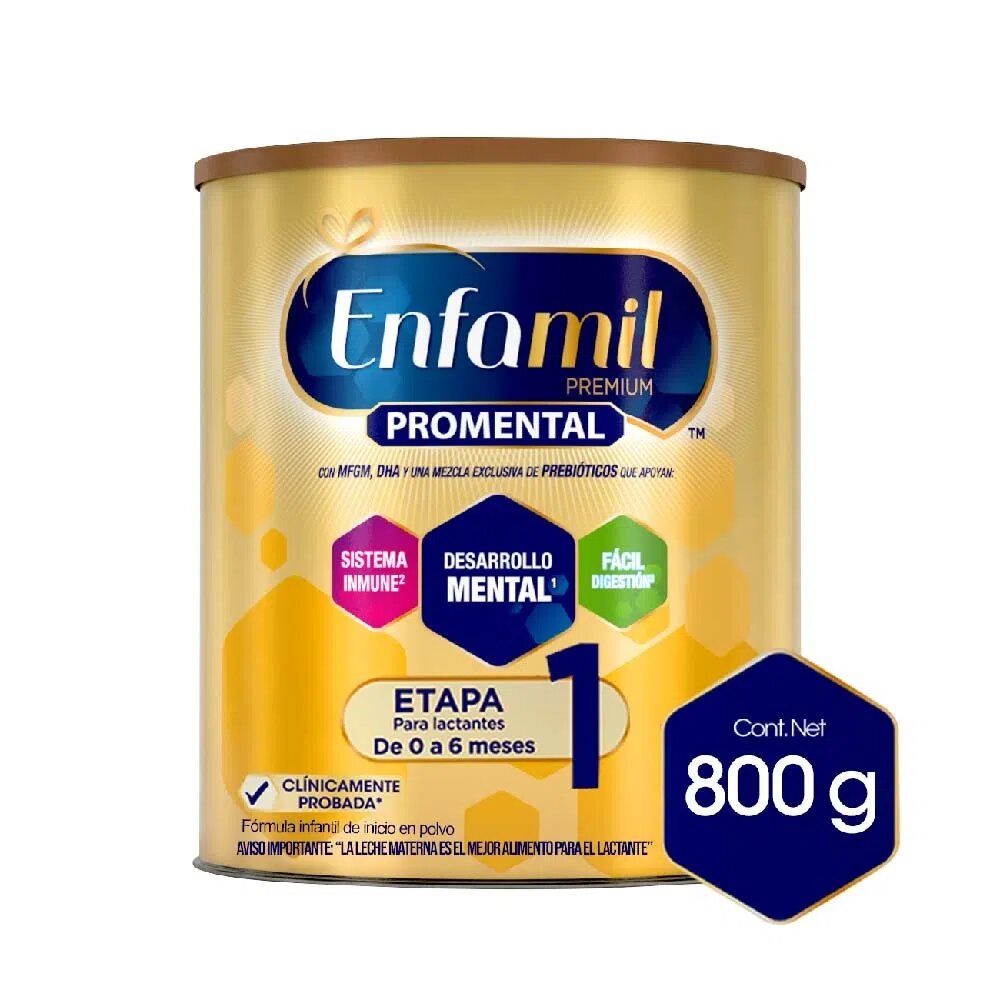 Enfamil
PREMIUM
PROMENTAL
TM
CON MFGM, DHA Y UNA MEZCLA EXCLUSIVA DE PREBIÓTICOS QUE APOYAN:
SISTEMA
INMUNE²
DESARROLLO
MENTAL¹
FÁCIL
DIGESTIÓN³
ETAPA
Para lactantes
De 0 a 6 meses
1
CLÍNICAMENTE
PROBADA*
Fórmula infantil de inicio en polvo
AVISO IMPORTANTE: "LA LECHE MATERNA ES EL MEJOR ALIMENTO PARA EL LACTANTE"
Cont.Net
800 g